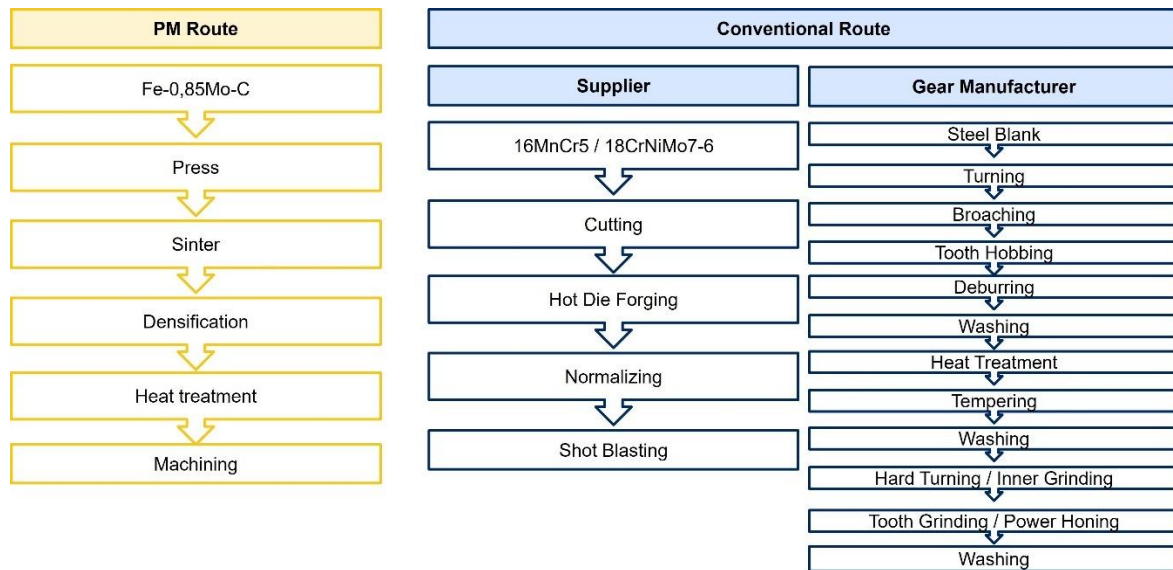 PM Route
Fe-0,85Mo-C
Press
Sinter
Densification
Heat treatment
Machining
Conventional Route
Supplier
16MnCr5 / 18CrNiMo7-6
Cutting
Hot Die Forging
Normalizing
Shot Blasting
Gear Manufacturer
Steel Blank
Turning
Broaching
Tooth Hobbing
Deburring
Washing
Heat Treatment
Tempering
Washing
Hard Turning / Inner Grinding
Tooth Grinding / Power Honing
Washing